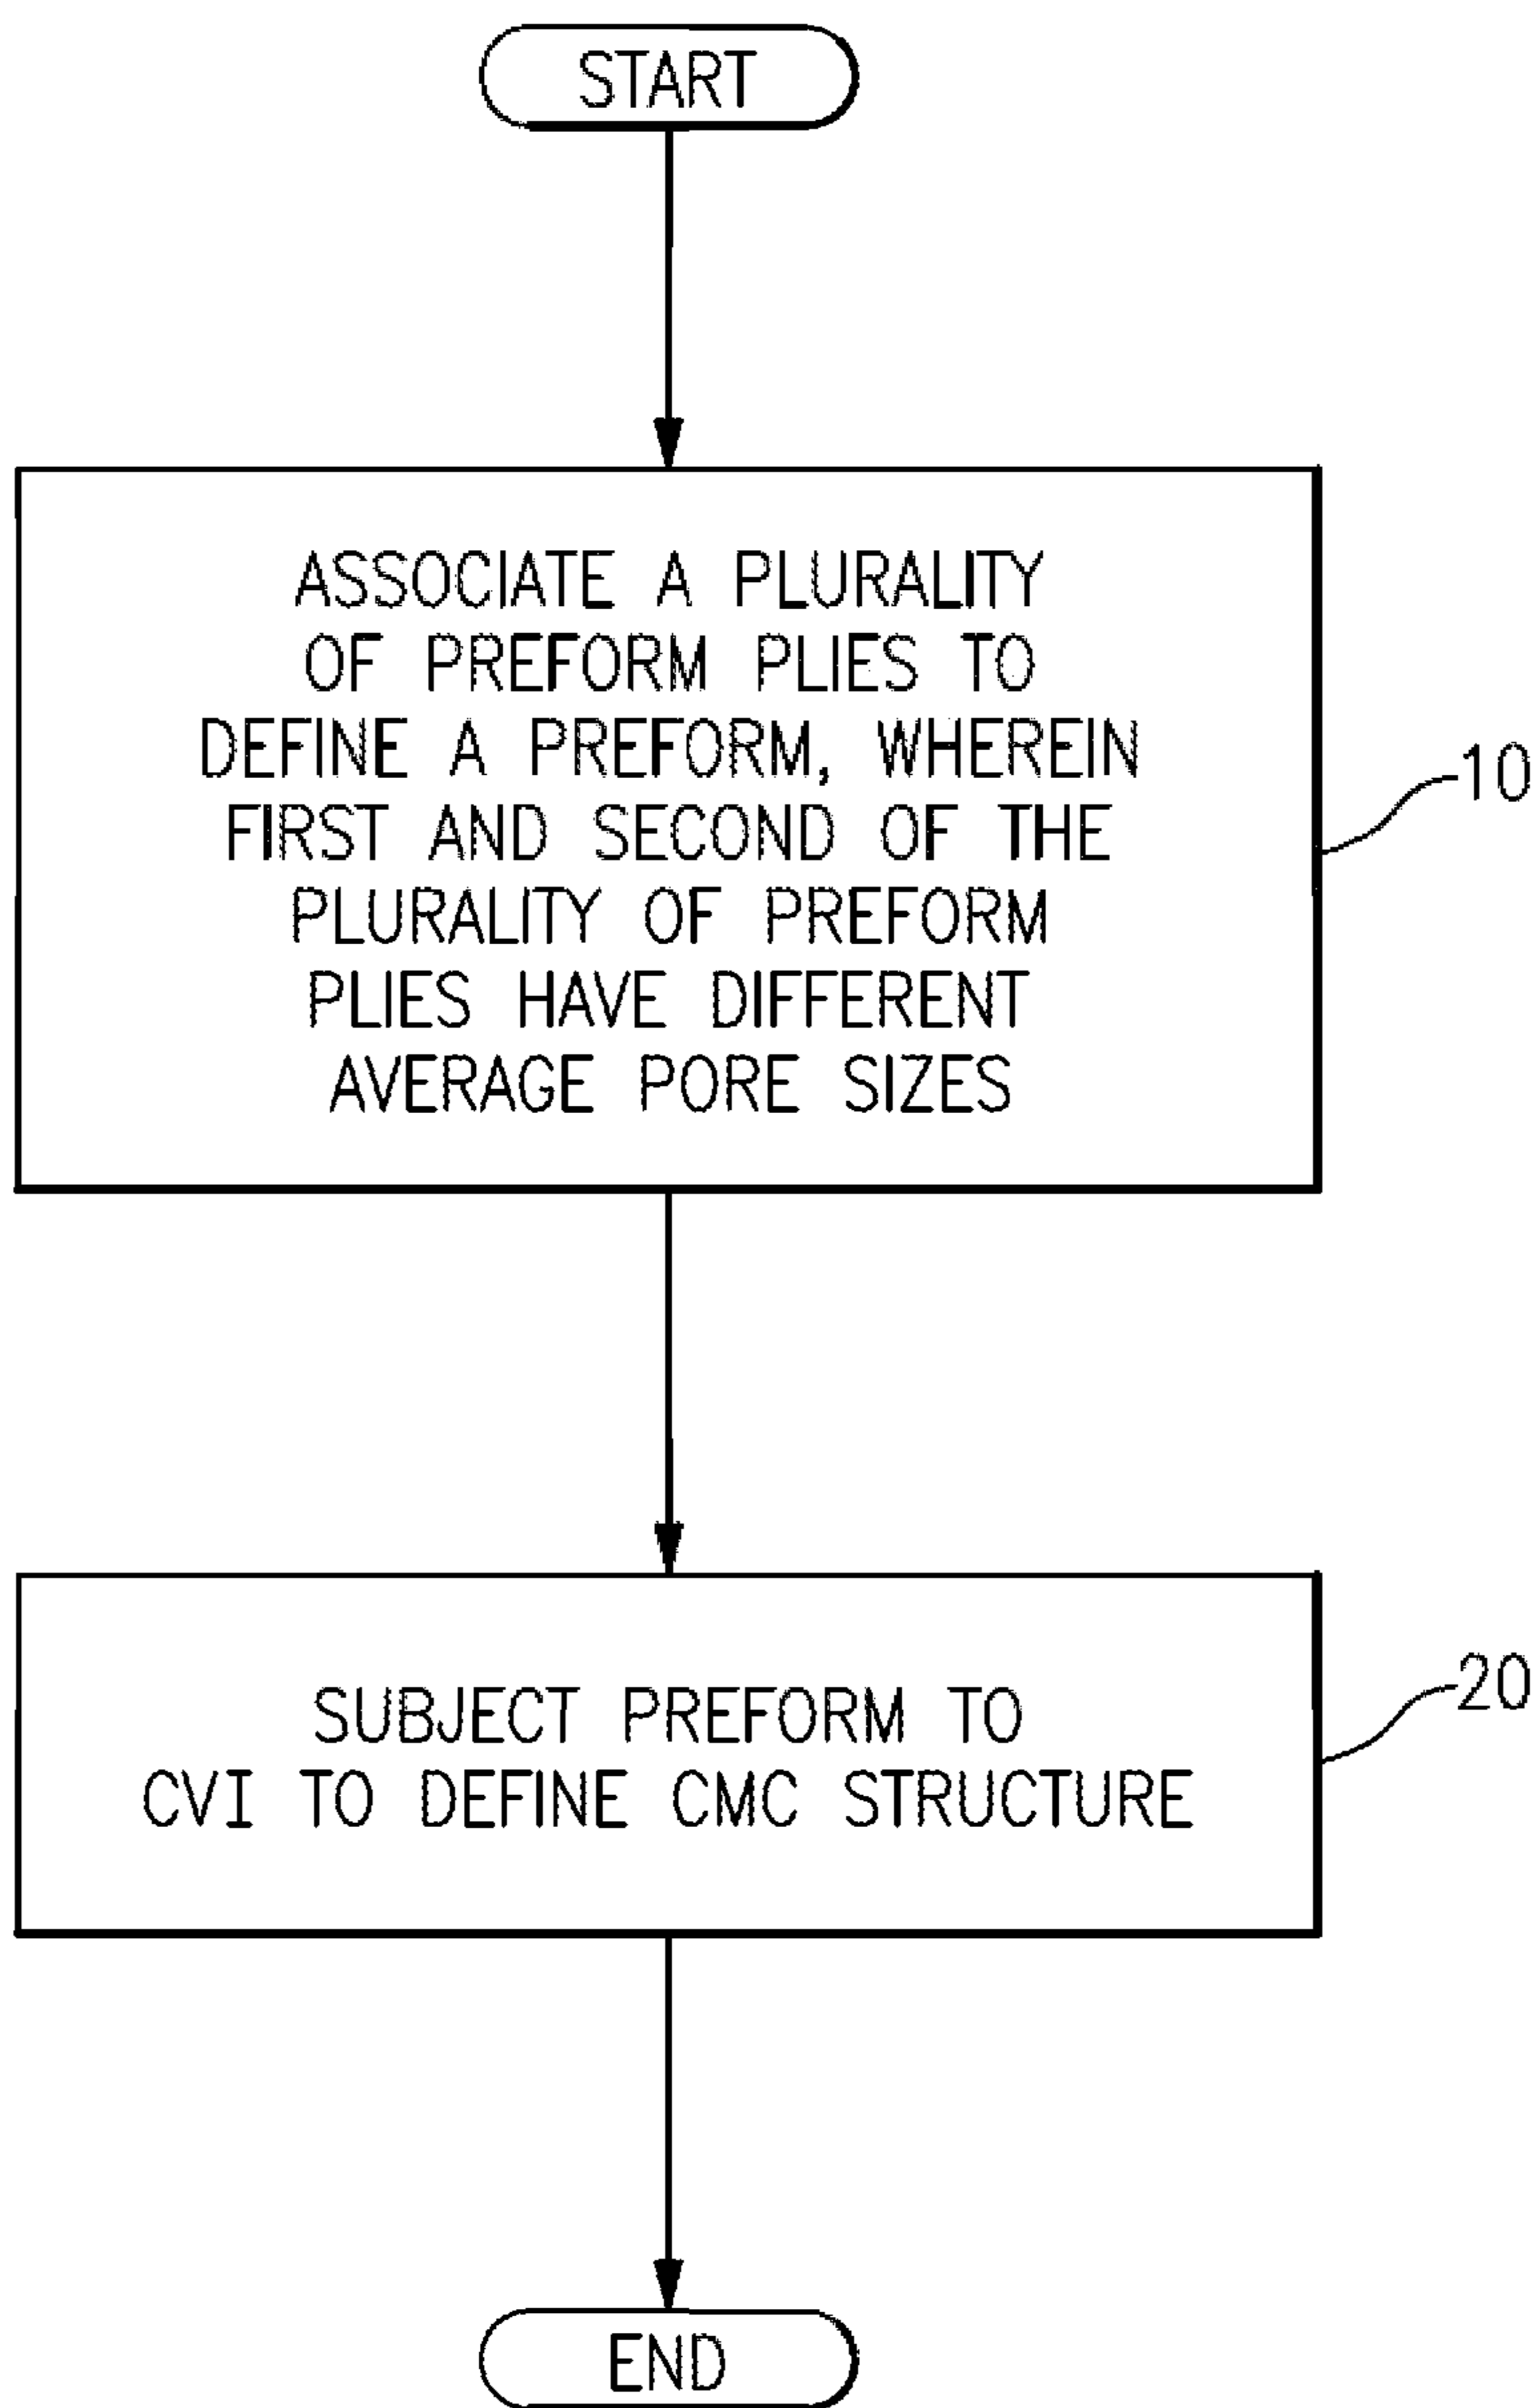 START
ASSOCIATE A PLURALITY
OF PREFORM PLIES TO
DEFINE A PREFORM, WHEREIN
FIRST AND SECOND OF THE
PLURALITY OF PREFORM
PLIES HAVE DIFFERENT
AVERAGE PORE SIZES
10
SUBJECT PREFORM TO
CVI TO DEFINE CMC STRUCTURE
20
END